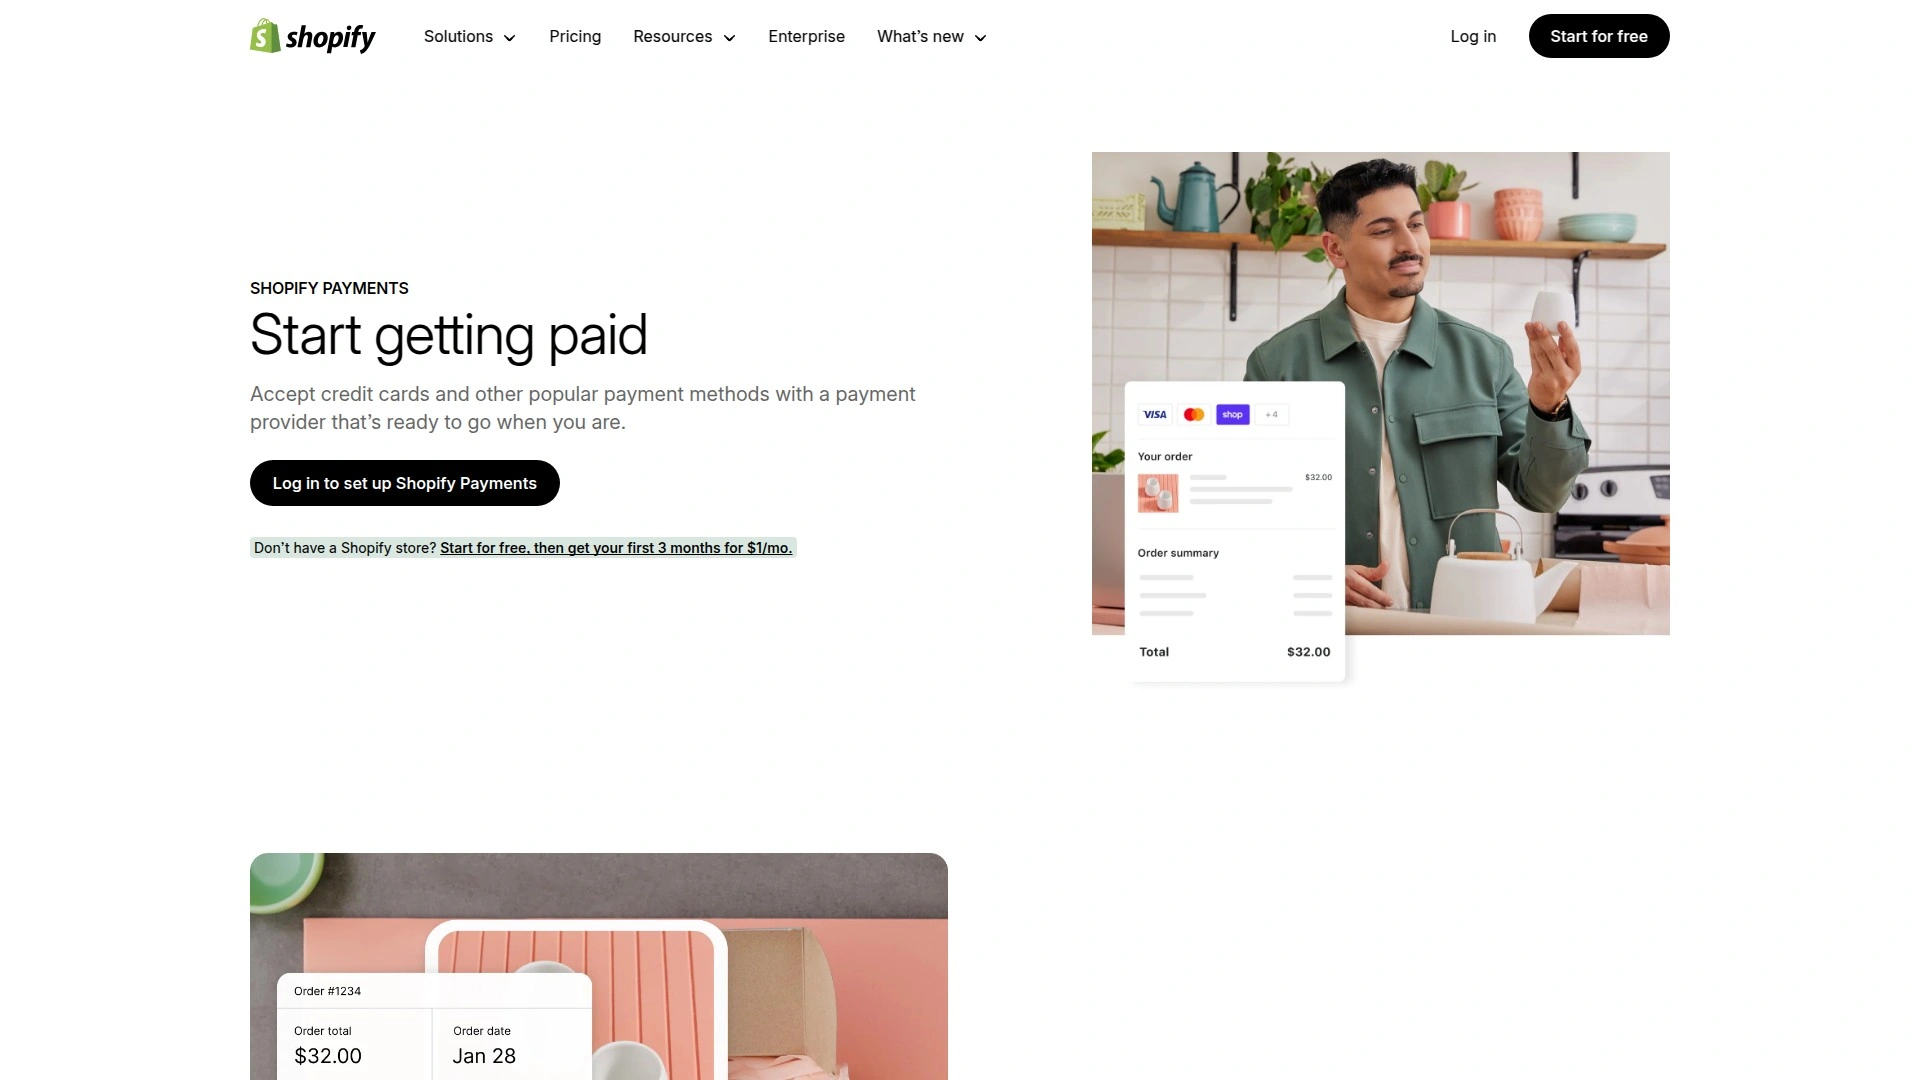 shopify
Solutions
Pricing
Resources
Enterprise
What's new
Log in
Start for free
SHOPIFY PAYMENTS
Start getting paid
Accept credit cards and other popular payment methods with a payment
provider that's ready to go when you are.
Log in to set up Shopify Payments
Don't have a Shopify store? Start for free, then get your first 3 months for $1/mo.
VISA
shop
+4
Your order
$32.00
Order summary
Total
$32.00
Order #1234
Order total
Order date
$32.00
Jan 28